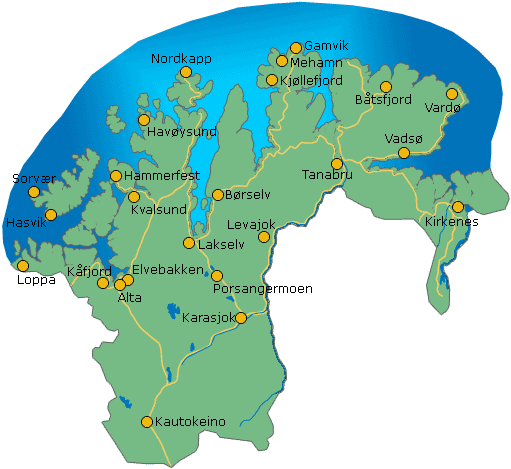 Gamvik
Nordkapp
Mehamn
Kjøllefjord
Båtsfjord
Vardø
Havøysund
Vadsø
Hammerfest
Tanabru
Sorvær
Børselv
Kvalsund
Hasvik
Levajok
Kirkenes
Lakselv
Kåfjord
Elvebakken
Loppa
Porsangermoen
Alta
Karasjok
Kautokeino